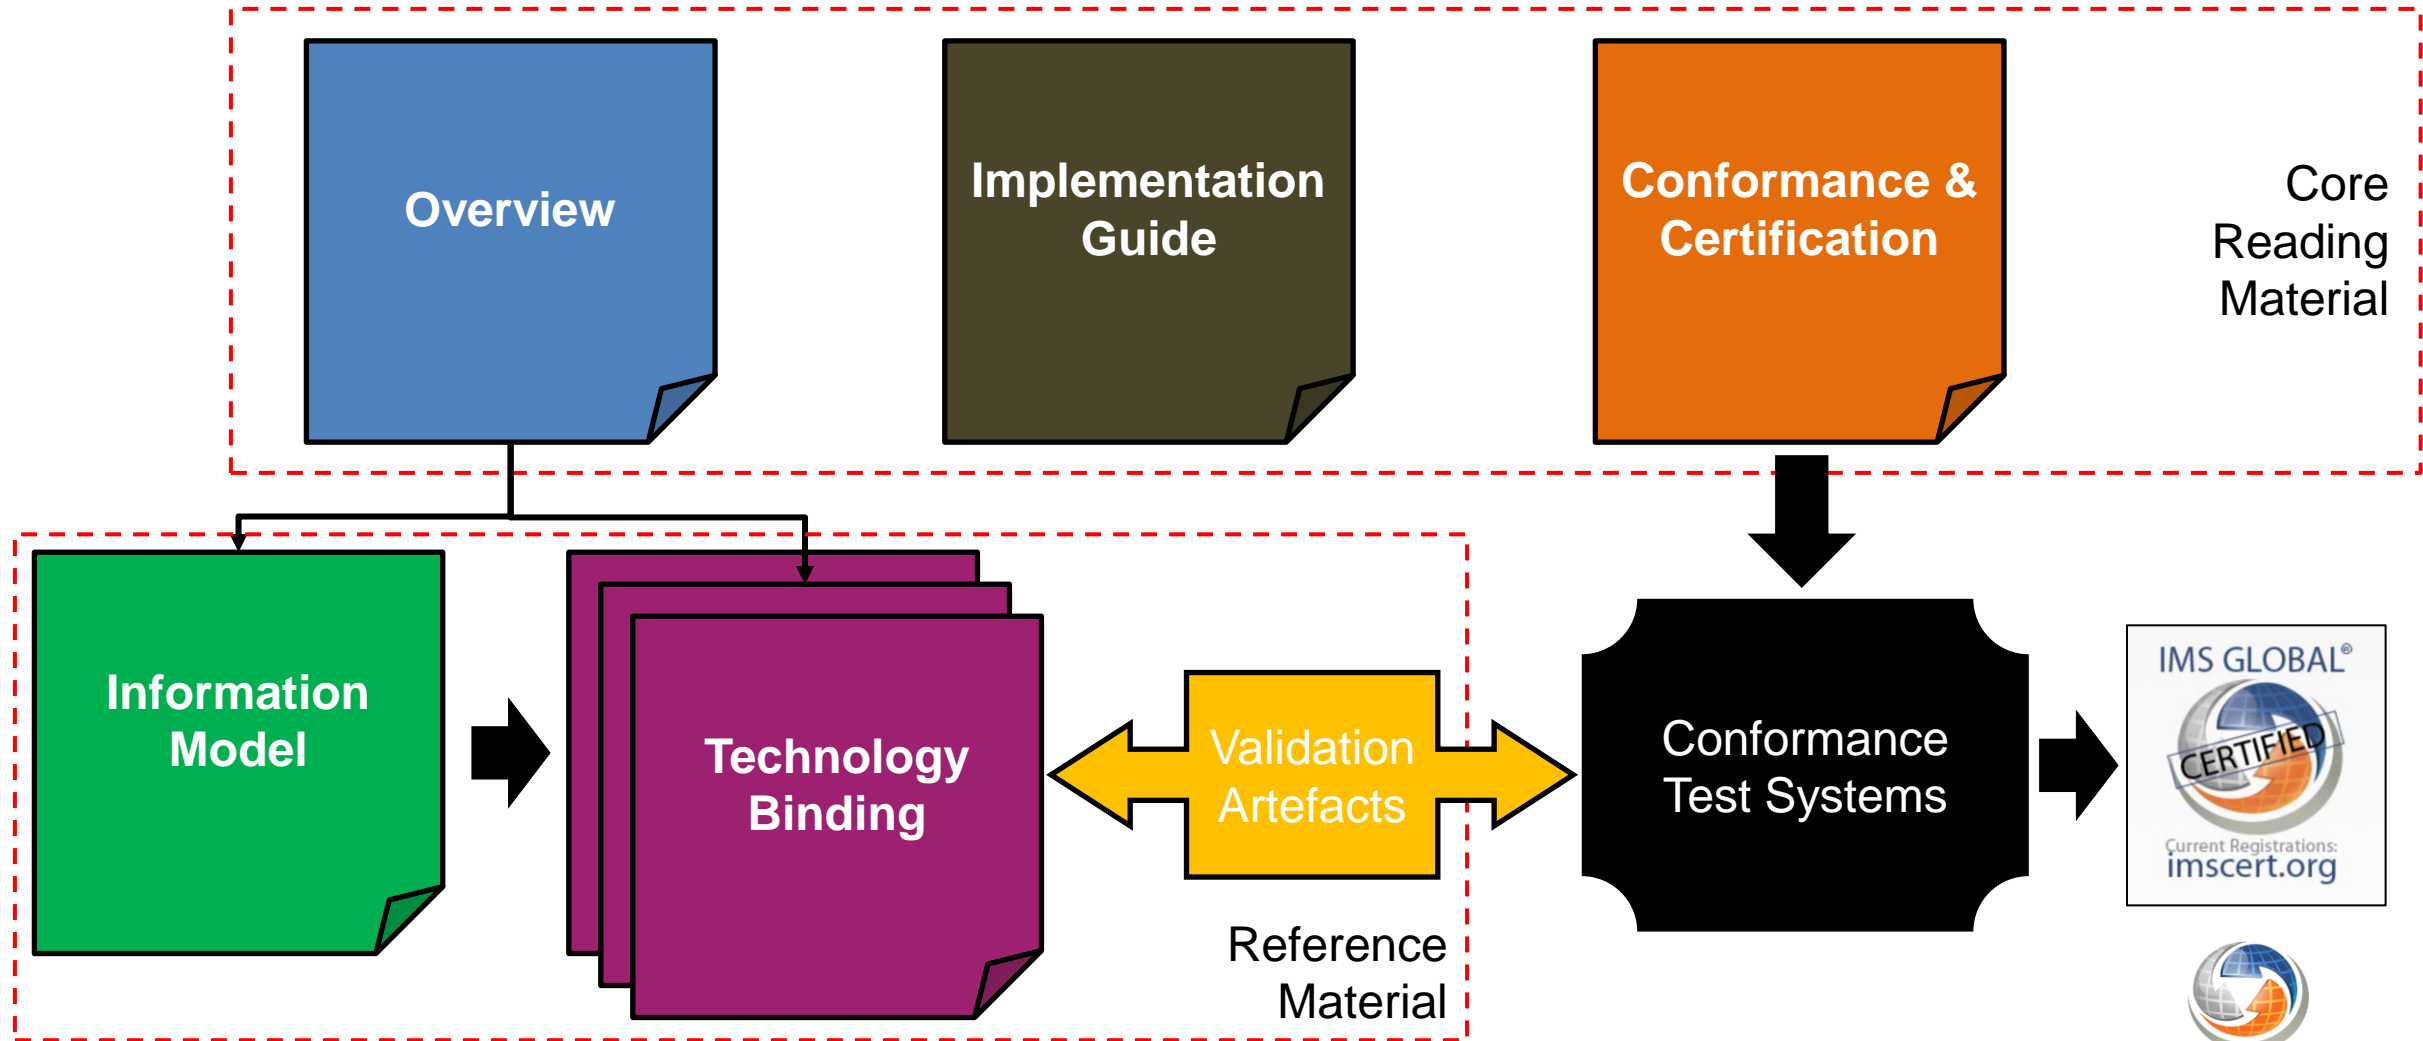 Overview
Implementation
Guide
Conformance &
Certification
Core
Reading
Material
Information
Model
Technology
Binding
Validation
Artefacts
Reference
Material
Conformance
Test Systems
IMS GLOBAL®
CERTIFIED
Current Registrations:
imscert.org